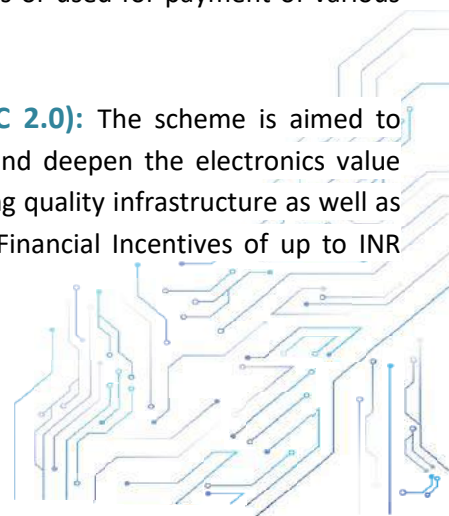 s or used for payment of various
C 2.0): The scheme is aimed to
nd deepen the electronics value
ng quality infrastructure as well as
Financial Incentives of up to INR